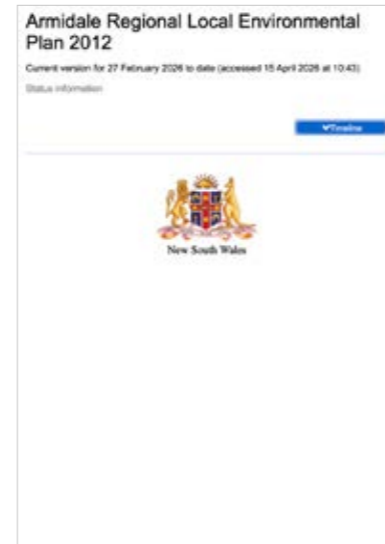 Armidale Regional Local Environmental
Plan 2012
Current version for 27 February 2026 to date (accessed 15 April 2026 at 10:43)
Status information
Timeline
New South Wales